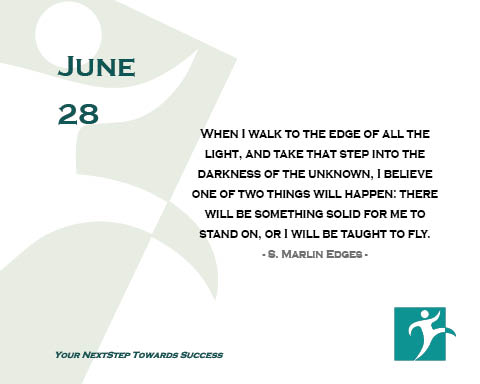 June
28
When I walk to the edge of all the
light, and take that step into the
darkness of the unknown, I believe
one of two things will happen: there
will be something solid for me to
stand on, or I will be taught to fly.
- S. Marlin Edges -
Your NextStep Towards Success